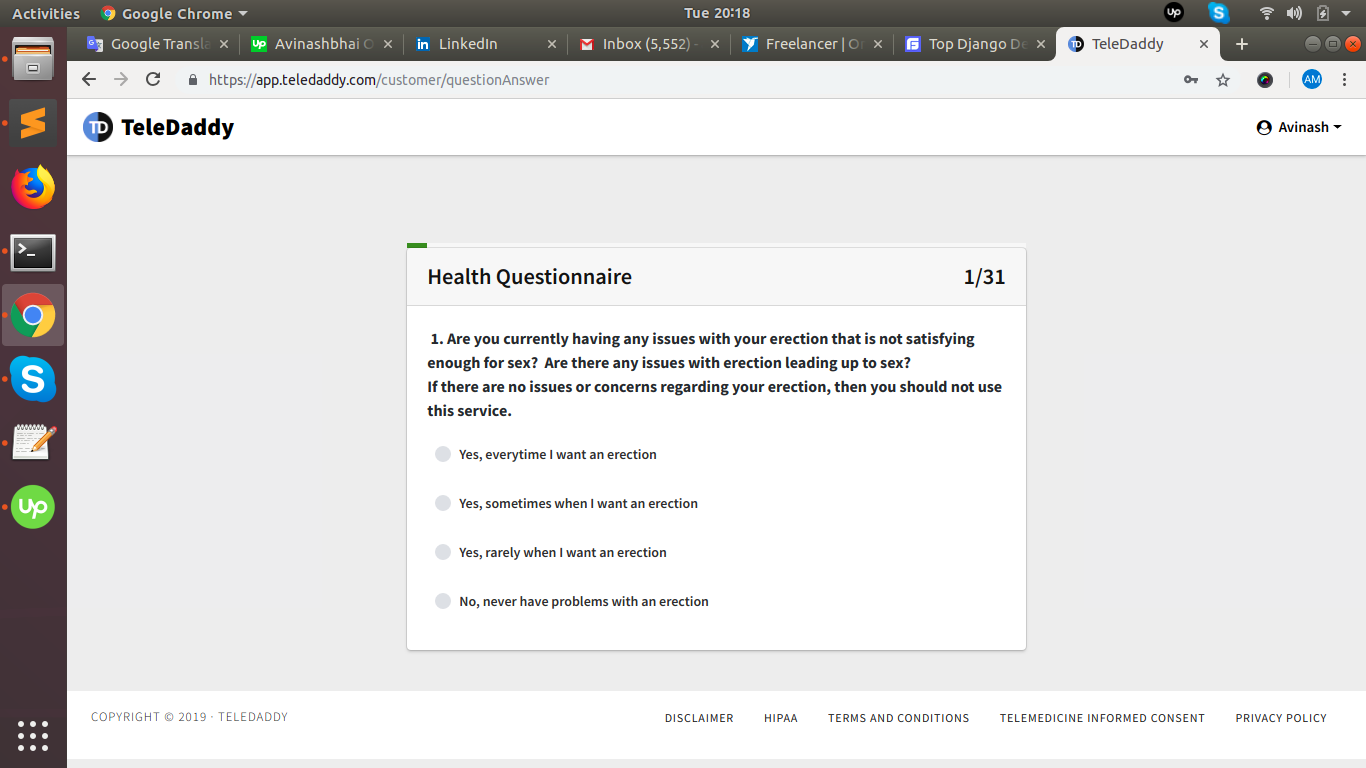 Activities Google Chrome Tue 20:18
Google Transla Avinashbhai O LinkedIn Inbox (5,552) - Freelancer | On Top Django De TeleDaddy
https://app.teledaddy.com/customer/questionAnswer AM
TD TeleDaddy Avinash
Health Questionnaire 1/31
1. Are you currently having any issues with your erection that is not satisfying
enough for sex? Are there any issues with erection leading up to sex?
If there are no issues or concerns regarding your erection, then you should not use
this service.
Yes, everytime I want an erection
Yes, sometimes when I want an erection
Yes, rarely when I want an erection
No, never have problems with an erection
COPYRIGHT © 2019 · TELEDADDY DISCLAIMER HIPAA TERMS AND CONDITIONS TELEMEDICINE INFORMED CONSENT PRIVACY POLICY